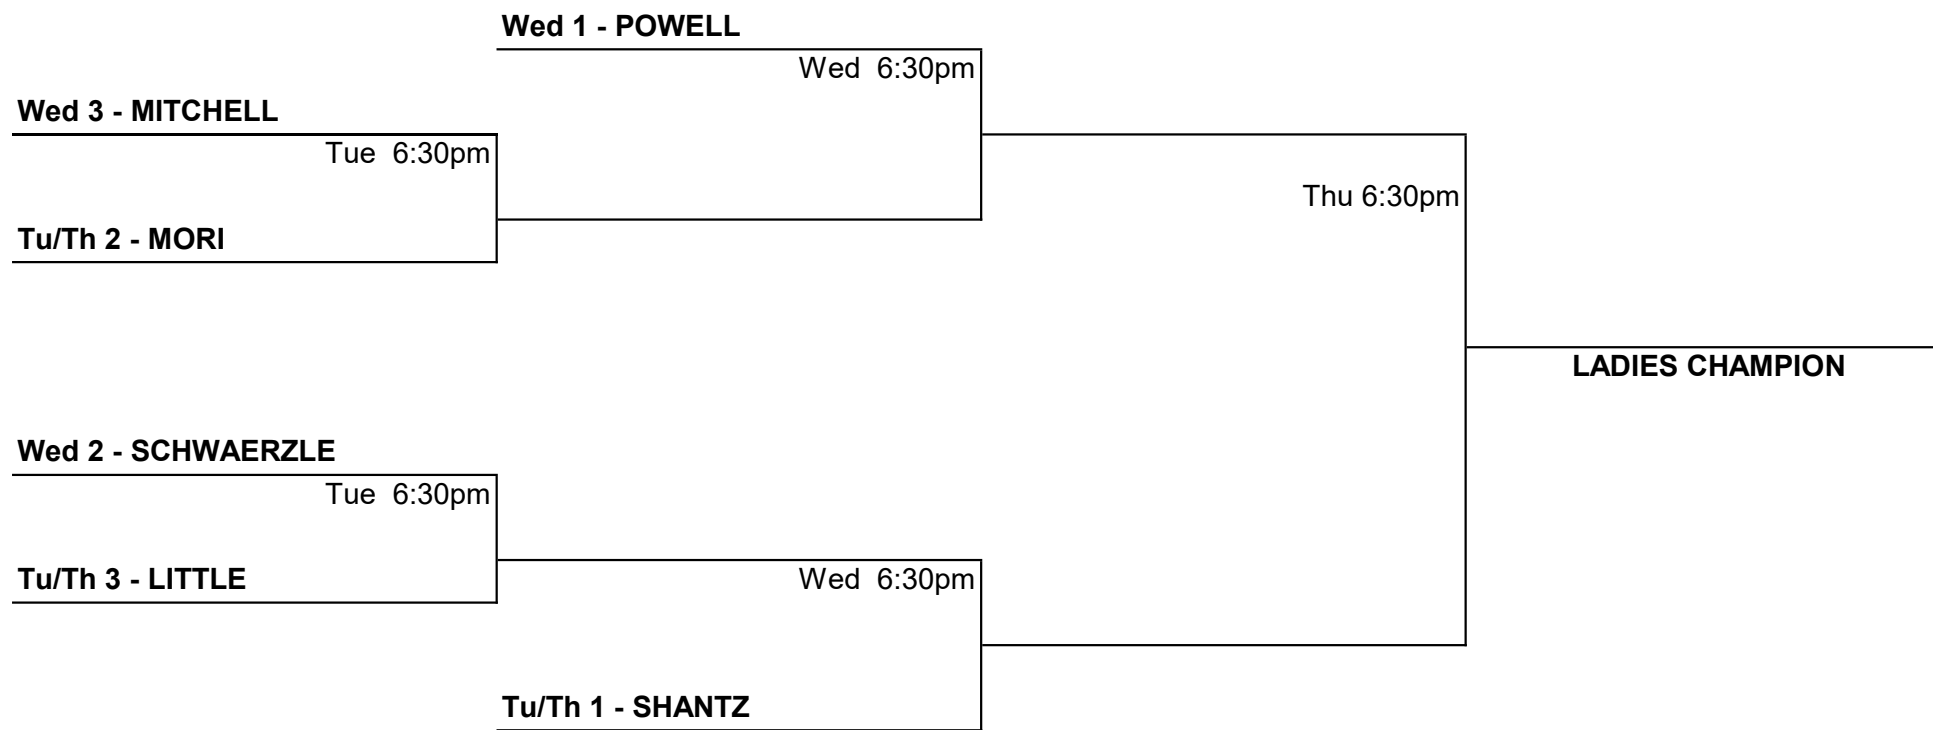 Wed 1 - POWELL
Wed 6:30pm
Wed 3 - MITCHELL
Tue 6:30pm
Thu 6:30pm
Tu/Th 2 - MORI
LADIES CHAMPION
Wed 2 - SCHWAERZLE
Tue 6:30pm
Tu/Th 3 - LITTLE
Wed 6:30pm
Tu/Th 1 - SHANTZ